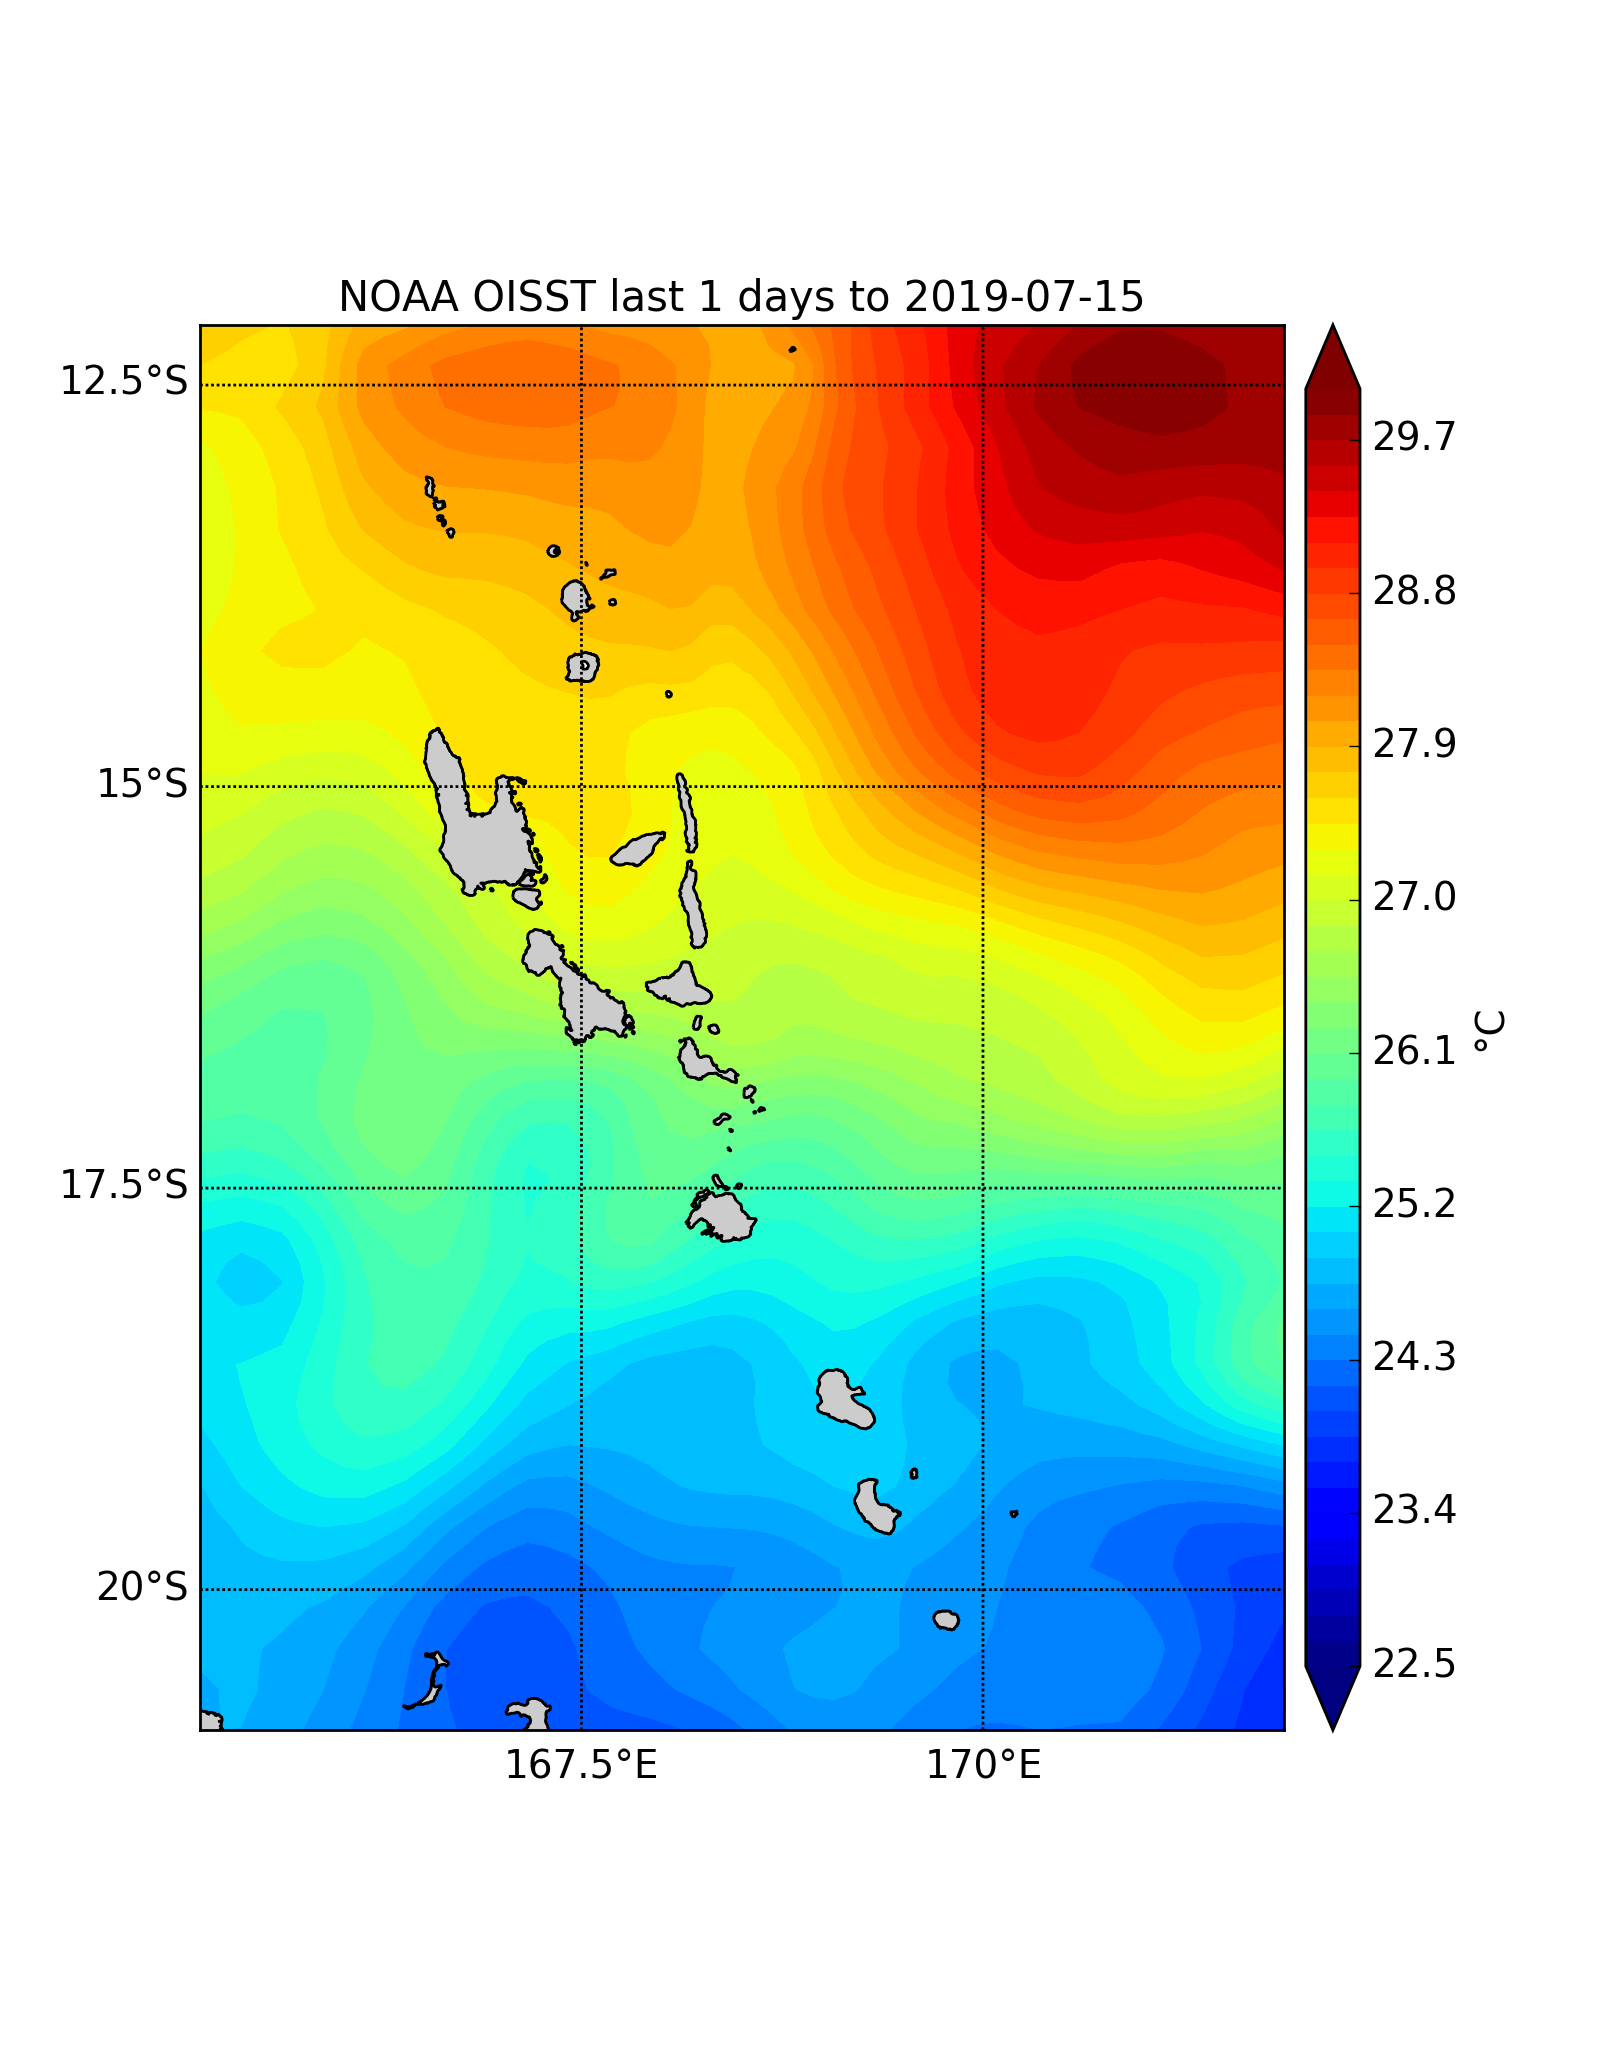 NOAA OISST last 1 days to 2019-07-15
12.5°S
15°S
17.5°S
20°S
167.5°E
170°E
29.7
28.8
27.9
27.0
26.1
25.2
24.3
23.4
22.5
°C